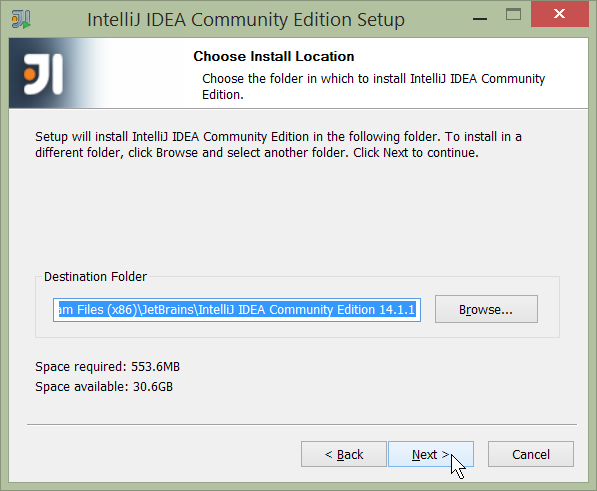 IntelliJ IDEA Community Edition Setup
Choose Install Location
Choose the folder in which to install IntelliJ IDEA Community
Edition.
Setup will install IntelliJ IDEA Community Edition in the following folder. To install in a
different folder, click Browse and select another folder. Click Next to continue.
Destination Folder
am Files (x86)\JetBrains\IntelliJ IDEA Community Edition 14.1.1
Browse...
Space required: 553.6MB
Space available: 30.6GB
< Back
Next >
Cancel